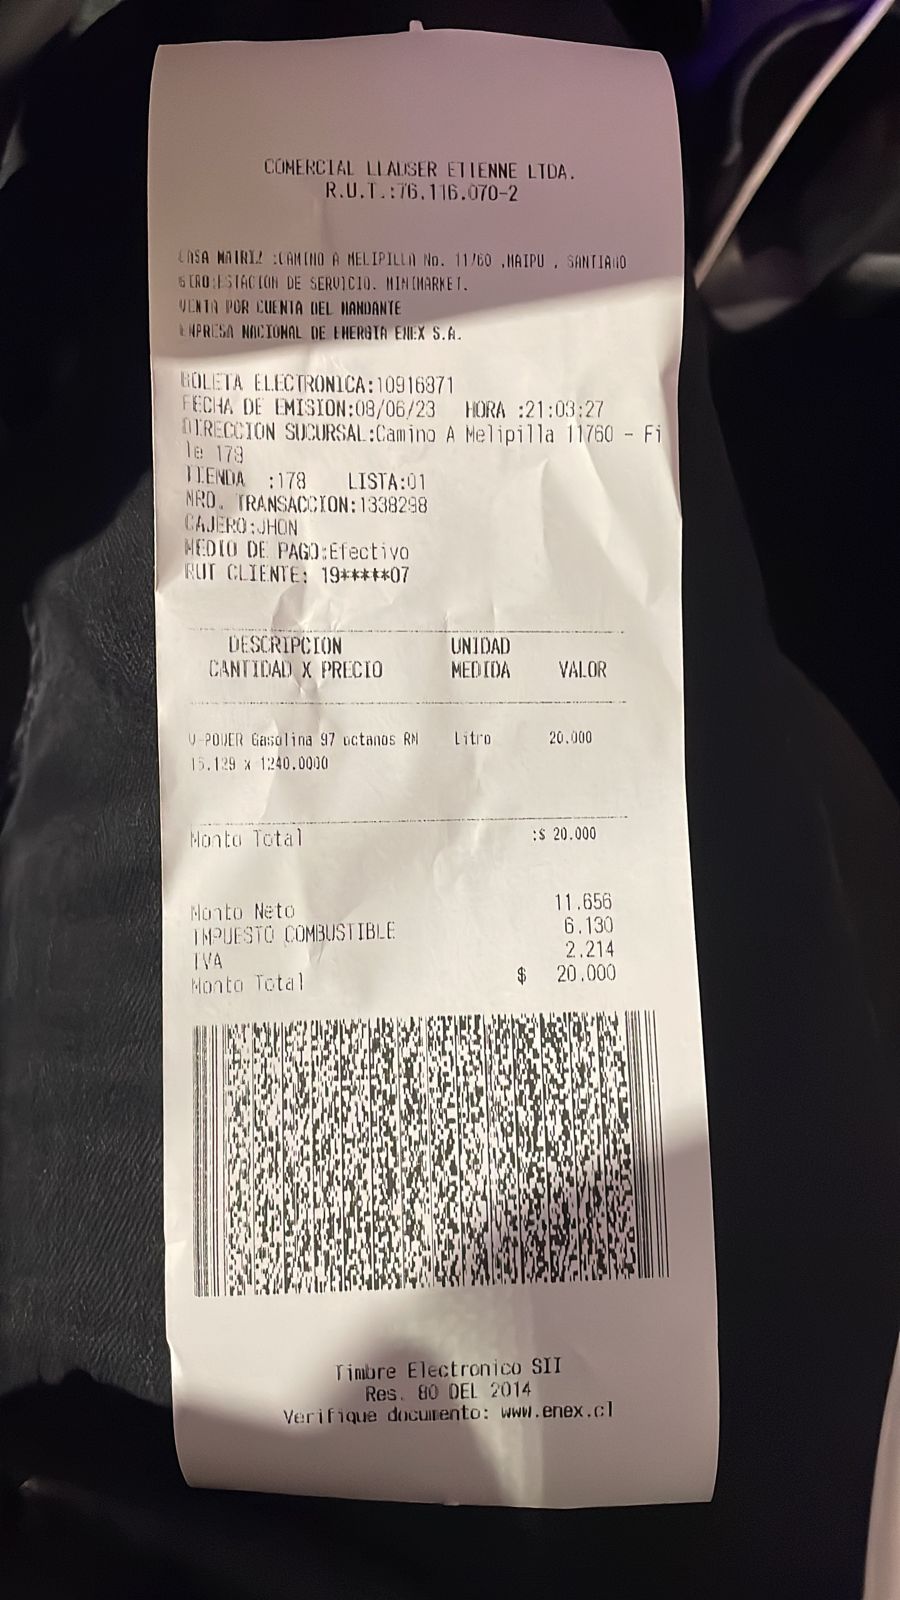 COMERCIAL LLAUSER ETIENNE LTDA.
R.U.T.:76.116.070-2
CASA MATRIZ :CAMINO A MELIPILLA No. 11760 ,MAIPU , SANTIAGO
GIRO:ESTACION DE SERVICIO. MINIMARKET.
VENTA POR CUENTA DEL MANDANTE
EMPRESA NACIONAL DE ENERGIA ENEX S.A.
BOLETA ELECTRONICA:10916871
FECHA DE EMISION:08/06/23 HORA :21:03:27
DIRECCION SUCURSAL:Camino A Melipilla 11760 - Fi
le 178
TIENDA :178 LISTA:01
NRO. TRANSACCION:1338298
CAJERO:JHON
MEDIO DE PAGO:Efectivo
RUT CLIENTE: 19*****07
DESCRIPCION UNIDAD
CANTIDAD X PRECIO MEDIDA VALOR
V-POWER Gasolina 97 octanos RM Litro 20.000
16.129 x 1240.0000
Monto Total :$ 20.000
Monto Neto 11.656
IMPUESTO COMBUSTIBLE 6.130
IVA 2.214
Monto Total $ 20.000
Timbre Electronico SII
Res. 80 DEL 2014
Verifique documento: www.enex.cl